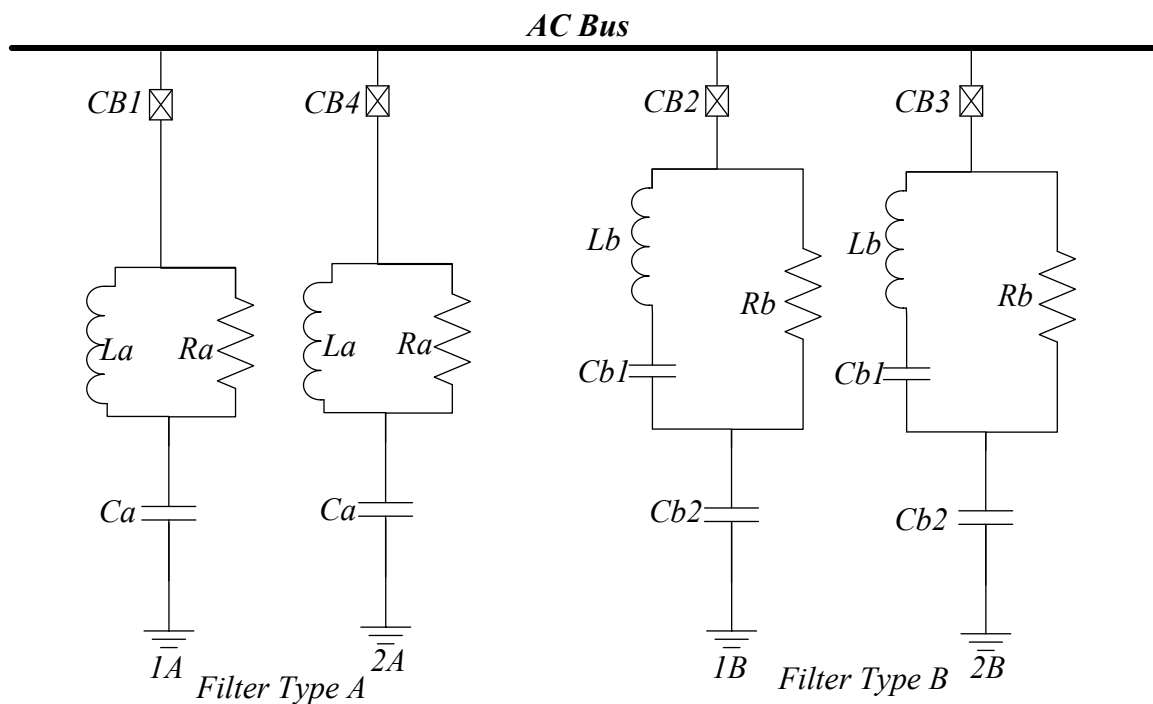 AC Bus
CB1
CB4
CB2
CB3
Lb
Rb
Lb
Rb
La
Ra
La
Ra
Cb1
Cb1
Ca
Ca
Cb2
Cb2
1A
2A
1B
2B
Filter Type A
Filter Type B